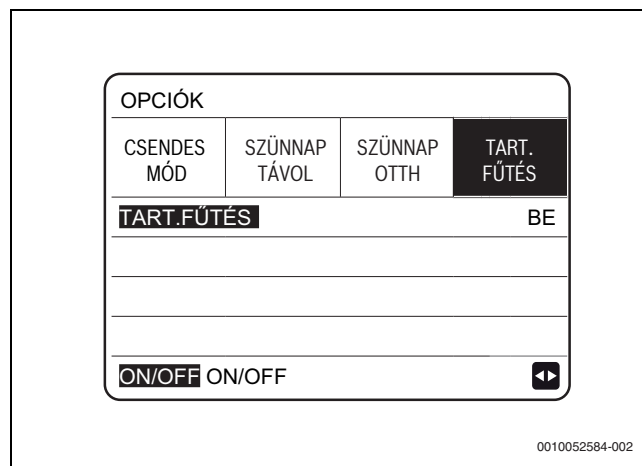 OPCIÓK
CSENDES MÓD
SZÜNNAP TÁVOL
SZÜNNAP OTTH
TART. FŰTÉS
TART.FŰTÉS BE
ON/OFF ON/OFF
0010052584-002